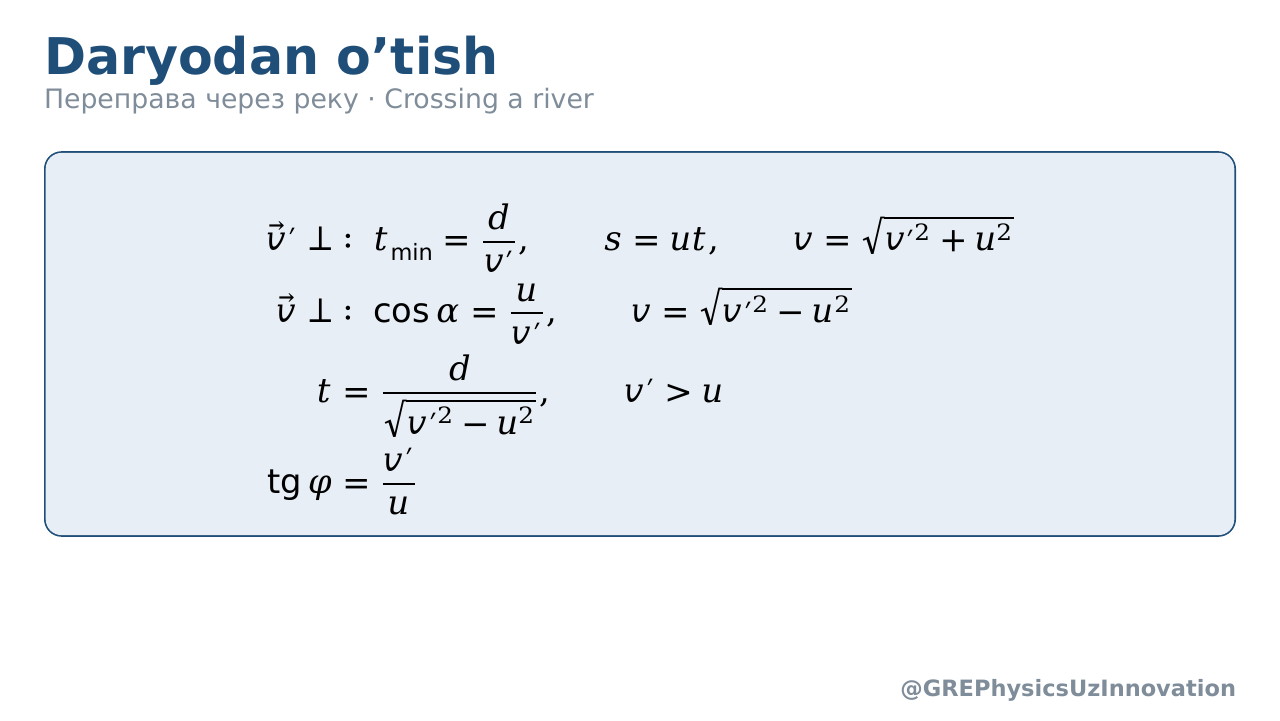 Daryodan o’tish
Переправа через реку · Crossing a river
v⃗′ ⊥ : t_min = d/v′, s = ut, v = √(v′² + u²)
v⃗ ⊥ : cos α = u/v′, v = √(v′² − u²)
t = d/√(v′² − u²), v′ > u
tg φ = v′/u
@GREPhysicsUzInnovation